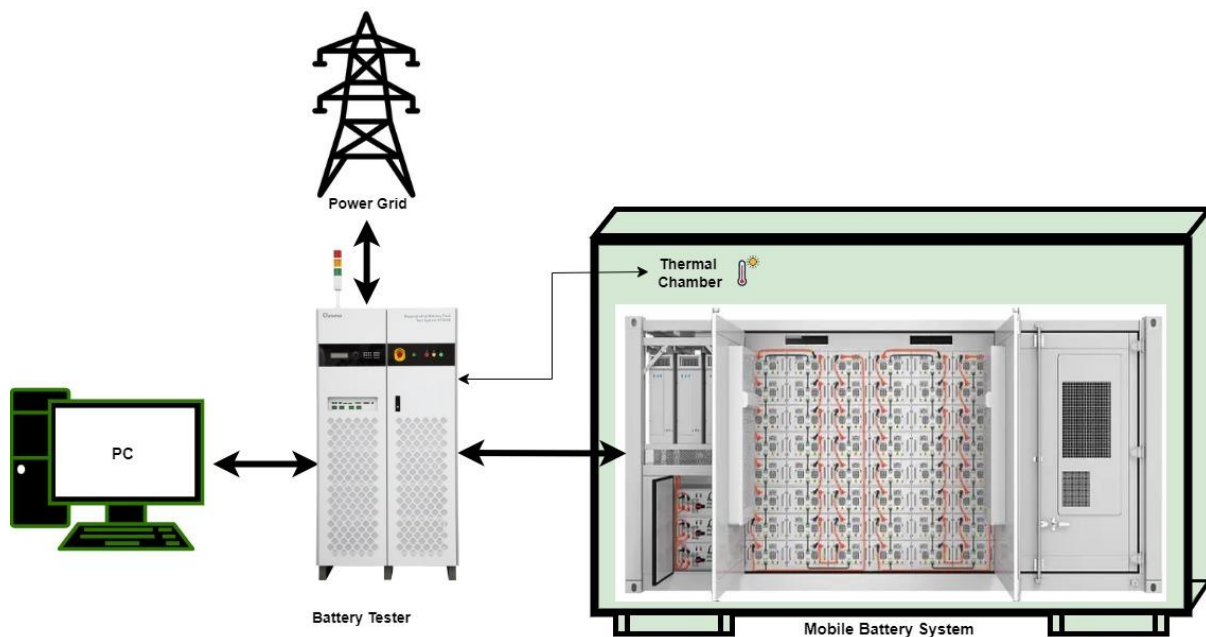 Power Grid
Thermal
Chamber
PC
Battery Tester
Mobile Battery System